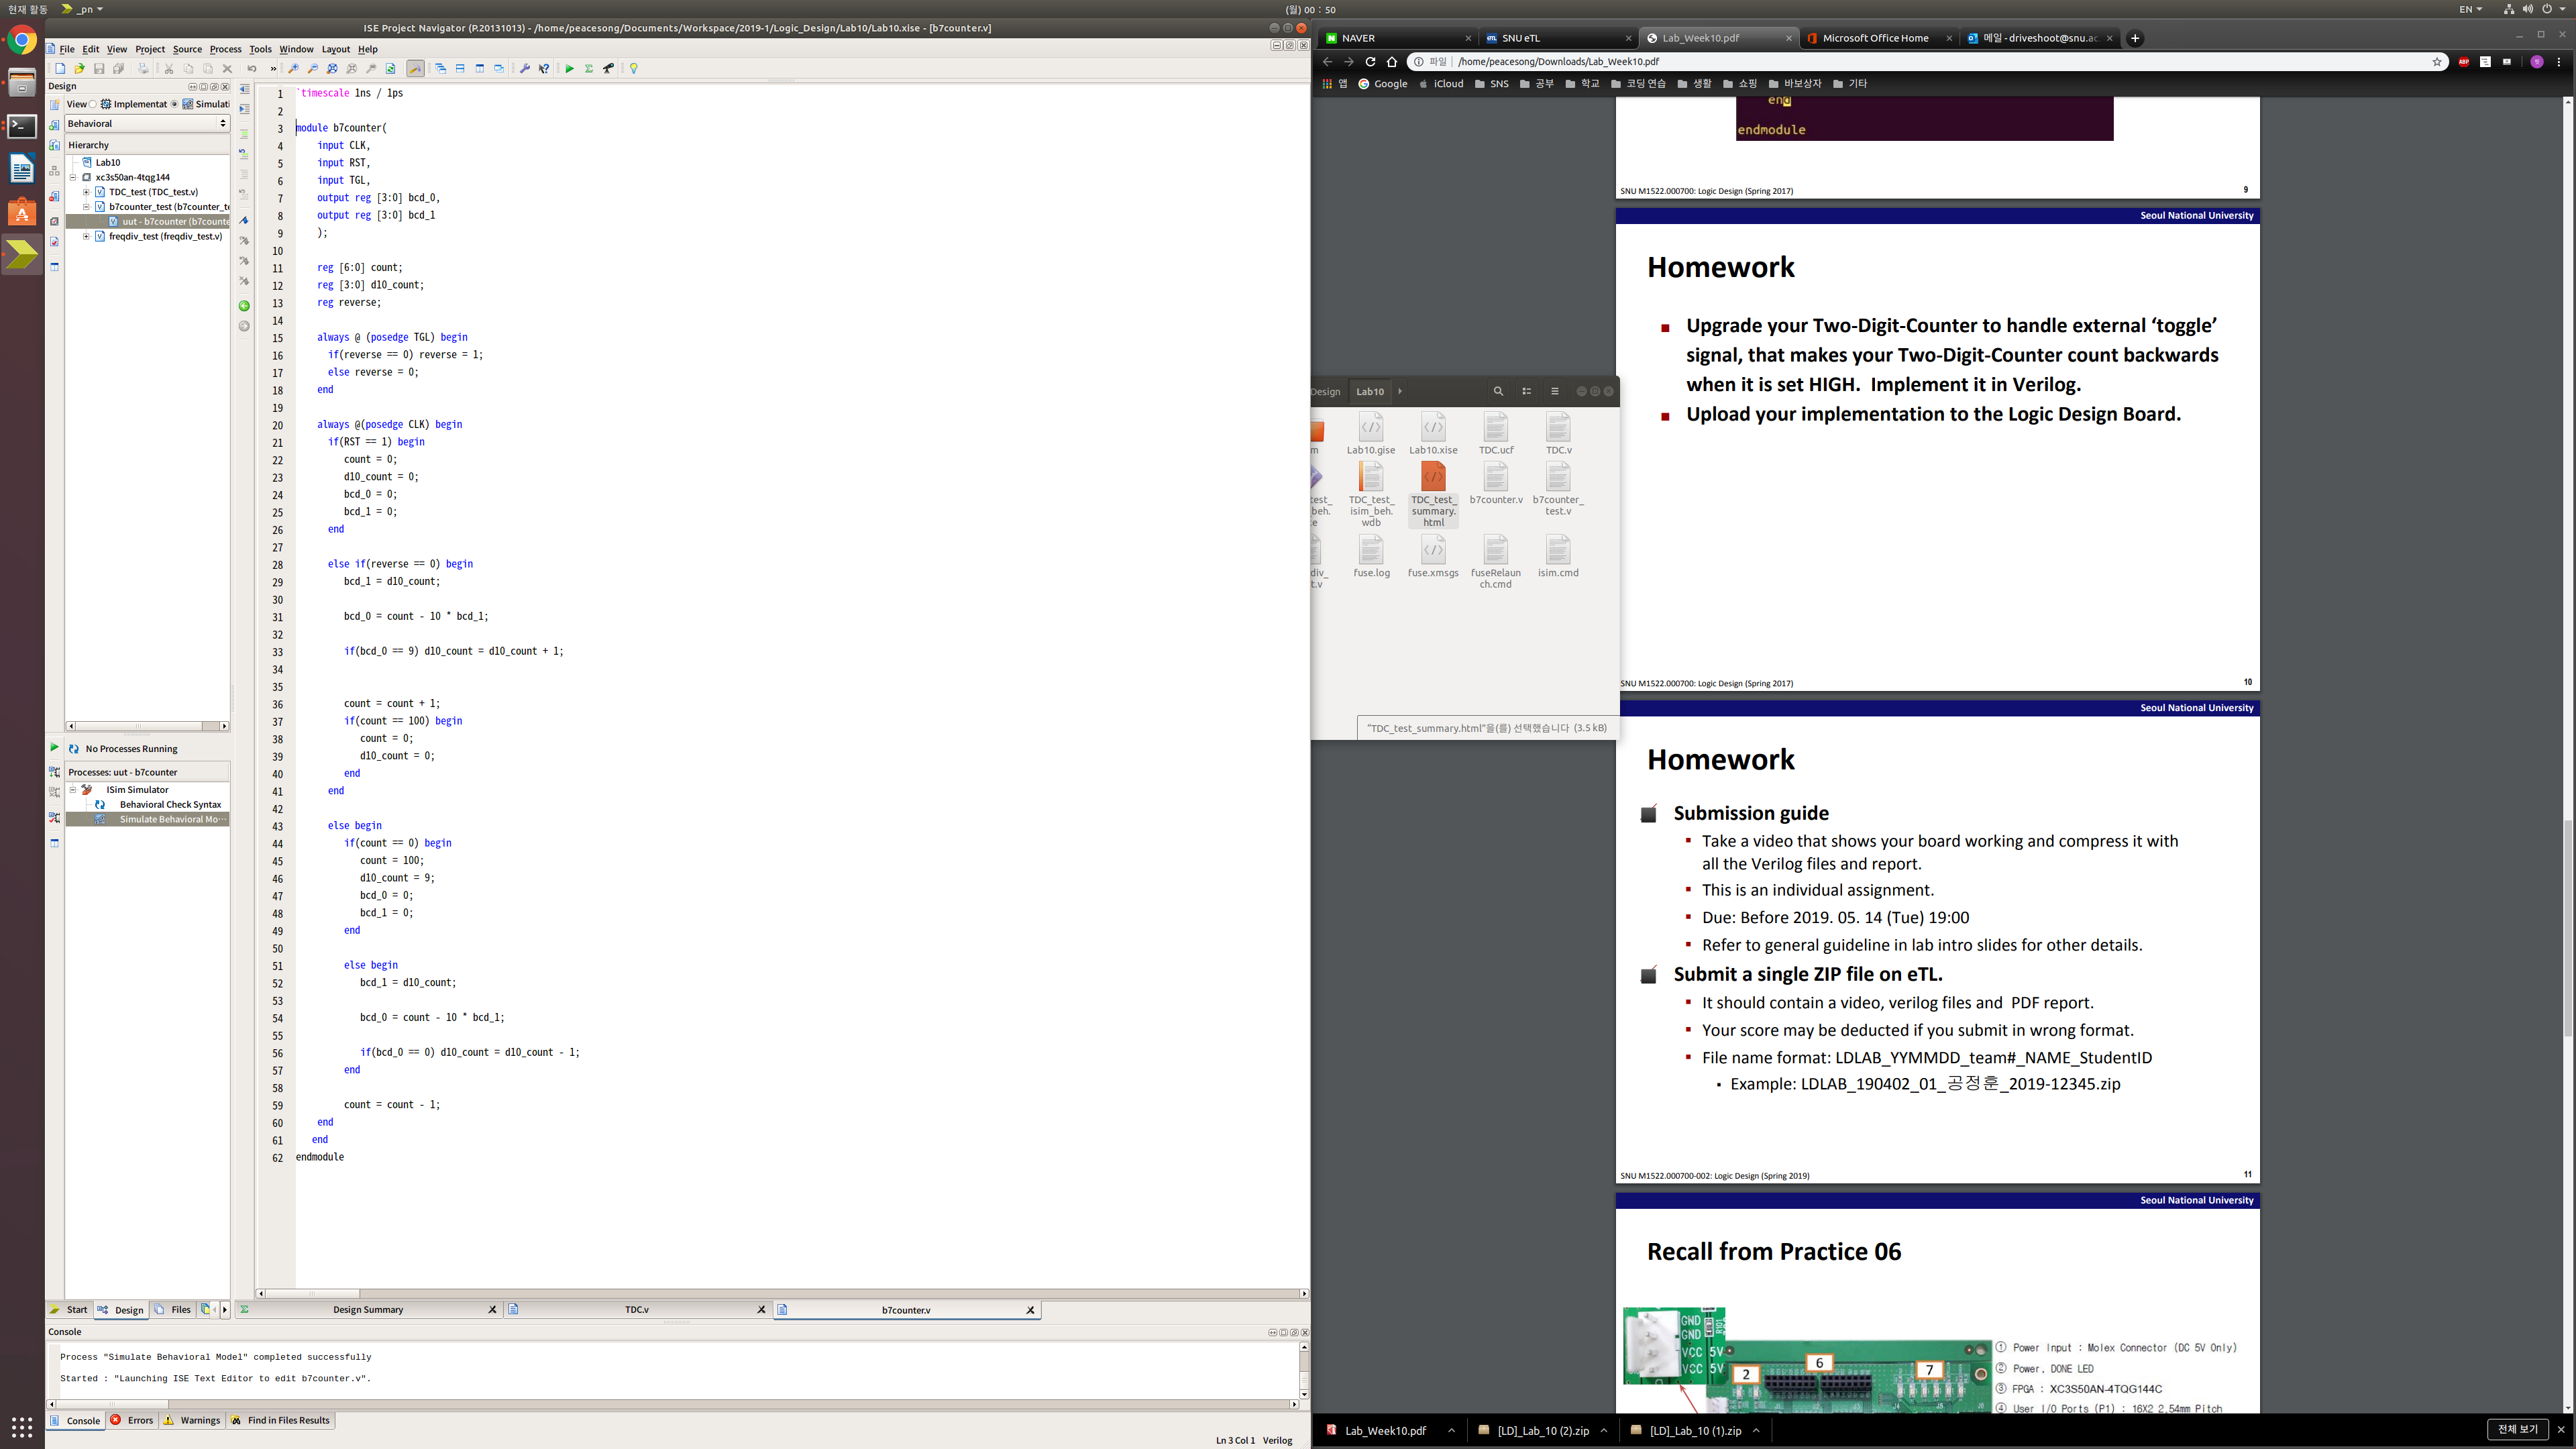 현재 활동
_pn
(월) 00 : 50
EN
ISE Project Navigator (P.20131013) - /home/peacesong/Documents/Workspace/2019-1/Logic_Design/Lab10/Lab10.xise - [b7counter.v]
File Edit View Project Source Process Tools Window Layout Help
Design
View Implementat Simulati
Behavioral
Hierarchy
Lab10
xc3s50an-4tqg144
TDC_test (TDC_test.v)
b7counter_test (b7counter_te
uut - b7counter (b7counte
freqdiv_test (freqdiv_test.v)
No Processes Running
Processes: uut - b7counter
ISim Simulator
Behavioral Check Syntax
Simulate Behavioral Mo···
Start Design Files
1 `timescale 1ns / 1ps
2
3 module b7counter(
4 input CLK,
5 input RST,
6 input TGL,
7 output reg [3:0] bcd_0,
8 output reg [3:0] bcd_1
9 );
10
11 reg [6:0] count;
12 reg [3:0] d10_count;
13 reg reverse;
14
15 always @ (posedge TGL) begin
16 if(reverse == 0) reverse = 1;
17 else reverse = 0;
18 end
19
20 always @(posedge CLK) begin
21 if(RST == 1) begin
22 count = 0;
23 d10_count = 0;
24 bcd_0 = 0;
25 bcd_1 = 0;
26 end
27
28 else if(reverse == 0) begin
29 bcd_1 = d10_count;
30
31 bcd_0 = count - 10 * bcd_1;
32
33 if(bcd_0 == 9) d10_count = d10_count + 1;
34
35
36 count = count + 1;
37 if(count == 100) begin
38 count = 0;
39 d10_count = 0;
40 end
41 end
42
43 else begin
44 if(count == 0) begin
45 count = 100;
46 d10_count = 9;
47 bcd_0 = 0;
48 bcd_1 = 0;
49 end
50
51 else begin
52 bcd_1 = d10_count;
53
54 bcd_0 = count - 10 * bcd_1;
55
56 if(bcd_0 == 0) d10_count = d10_count - 1;
57 end
58
59 count = count - 1;
60 end
61 end
62 endmodule
Design Summary TDC.v b7counter.v
Console
Process "Simulate Behavioral Model" completed successfully
Started : "Launching ISE Text Editor to edit b7counter.v".
Console Errors Warnings Find in Files Results
Ln 3 Col 1 Verilog
NAVER SNU eTL Lab_Week10.pdf Microsoft Office Home 메일 - driveshoot@snu.ac
파일 /home/peacesong/Downloads/Lab_Week10.pdf
ABP
앱 Google iCloud SNS 공부 학교 코딩 연습 생활 쇼핑 바보상자 기타
end
endmodule
SNU M1522.000700: Logic Design (Spring 2017) 9
Seoul National University
Homework
Upgrade your Two-Digit-Counter to handle external ‘toggle’
signal, that makes your Two-Digit-Counter count backwards
when it is set HIGH. Implement it in Verilog.
Upload your implementation to the Logic Design Board.
SNU M1522.000700: Logic Design (Spring 2017) 10
Design Lab10
m Lab10.gise Lab10.xise TDC.ucf TDC.v
test_ TDC_test_ TDC_test_ b7counter.v b7counter_
beh. isim_beh. summary. test.v
e wdb html
div_ fuse.log fuse.xmsgs fuseRelaun isim.cmd
t.v ch.cmd
"TDC_test_summary.html"을(를) 선택했습니다 (3.5 kB)
Seoul National University
Homework
Submission guide
Take a video that shows your board working and compress it with
all the Verilog files and report.
This is an individual assignment.
Due: Before 2019. 05. 14 (Tue) 19:00
Refer to general guideline in lab intro slides for other details.
Submit a single ZIP file on eTL.
It should contain a video, verilog files and PDF report.
Your score may be deducted if you submit in wrong format.
File name format: LDLAB_YYMMDD_team#_NAME_StudentID
Example: LDLAB_190402_01_공정훈_2019-12345.zip
SNU M1522.000700-002: Logic Design (Spring 2019) 11
Seoul National University
Recall from Practice 06
GND
GND
VCC 5V
VCC 5V
2 6 7
① Power Input : Molex Connector (DC 5V Only)
② Power, DONE LED
③ FPGA : XC3S50AN-4TQG144C
④ User I/O Ports (P1) : 16X2 2.54mm Pitch
Lab_Week10.pdf [LD]_Lab_10 (2).zip [LD]_Lab_10 (1).zip 전체 보기